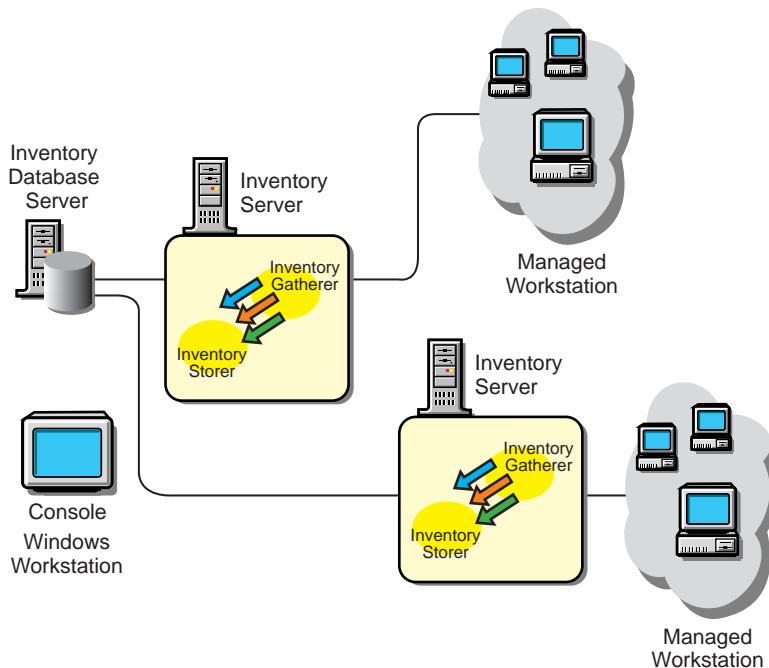 Inventory
Database
Server
Inventory
Server
Inventory
Gatherer
Inventory
Storer
Managed
Workstation
Inventory
Server
Inventory
Gatherer
Inventory
Storer
Console
Windows
Workstation
Managed
Workstation